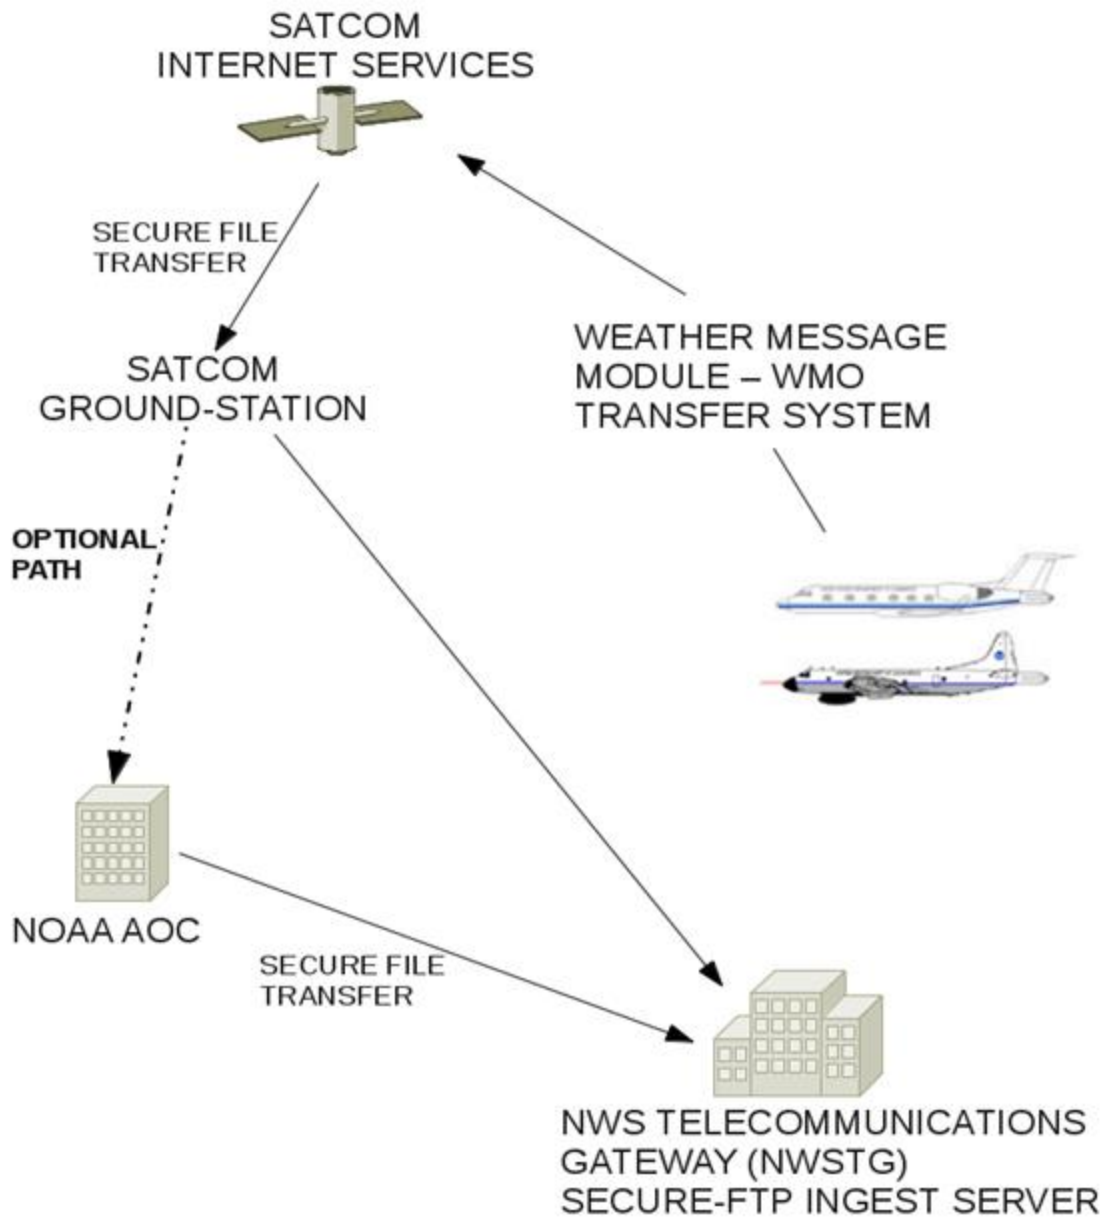 SATCOM
INTERNET SERVICES
SECURE FILE
TRANSFER
SATCOM
GROUND-STATION
WEATHER MESSAGE
MODULE – WMO
TRANSFER SYSTEM
OPTIONAL
PATH
NOAA AOC
SECURE FILE
TRANSFER
NWS TELECOMMUNICATIONS
GATEWAY (NWSTG)
SECURE-FTP INGEST SERVER